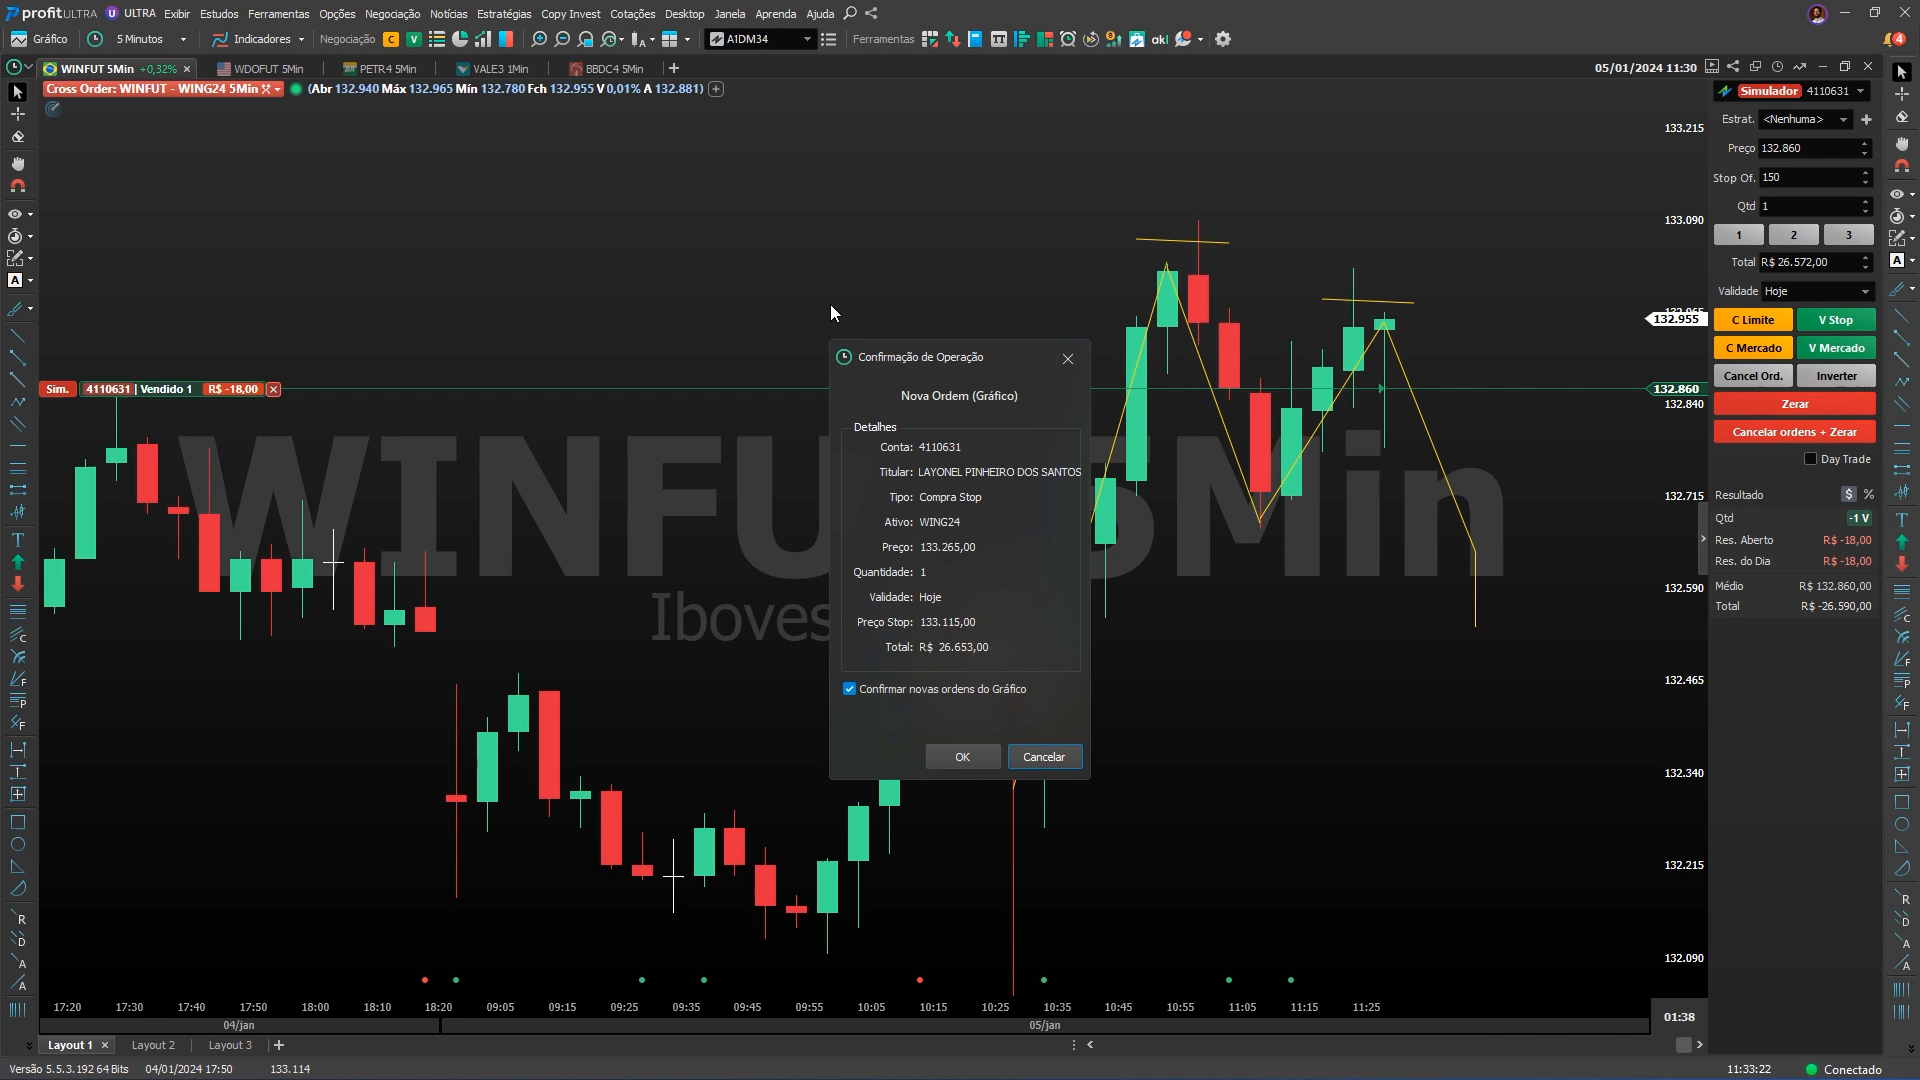 profitULTRA U ULTRA Exibir Estudos Ferramentas Opções Negociação Notícias Estratégias Copy Invest Cotações Desktop Janela Aprenda Ajuda
Gráfico 5 Minutos Indicadores Negociação C V A1DM34 Ferramentas akl 4
WINFUT 5Min +0,32% WDOFUT 5Min PETR4 5Min VALE3 1Min BBDC4 5Min 05/01/2024 11:30
Cross Order: WINFUT - WING24 5Min (Abr 132.940 Máx 132.965 Mín 132.780 Fch 132.955 V 0,01% A 132.881)
Simulador 4110631
Estrat. <Nenhuma>
Preço 132.860
Stop Of. 150
Qtd 1
1 2 3
Total R$ 26.572,00
Validade Hoje
C Limite V Stop
C Mercado V Mercado
Cancel Ord. Inverter
Zerar
Cancelar ordens + Zerar
Day Trade
Resultado $ %
Qtd -1 V
Res. Aberto R$ -18,00
Res. do Dia R$ -18,00
Médio R$ 132.860,00
Total R$ -26.590,00
133.215
133.090
132.955
132.860
132.840
132.715
132.590
132.465
132.340
132.215
132.090
Sim. 4110631 | Vendido 1 R$ -18,00
WINFU 5Min
Iboves
Confirmação de Operação
Nova Ordem (Gráfico)
Detalhes
Conta: 4110631
Titular: LAYONEL PINHEIRO DOS SANTOS
Tipo: Compra Stop
Ativo: WING24
Preço: 133.265,00
Quantidade: 1
Validade: Hoje
Preço Stop: 133.115,00
Total: R$ 26.653,00
Confirmar novas ordens do Gráfico
OK Cancelar
17:20 17:30 17:40 17:50 18:00 18:10 18:20 09:05 09:15 09:25 09:35 09:45 09:55 10:05 10:15 10:25 10:35 10:45 10:55 11:05 11:15 11:25
01:38
04/jan 05/jan
Layout 1 Layout 2 Layout 3
Versão 5.5.3.192 64 Bits 04/01/2024 17:50 133.114 11:33:22 Conectado